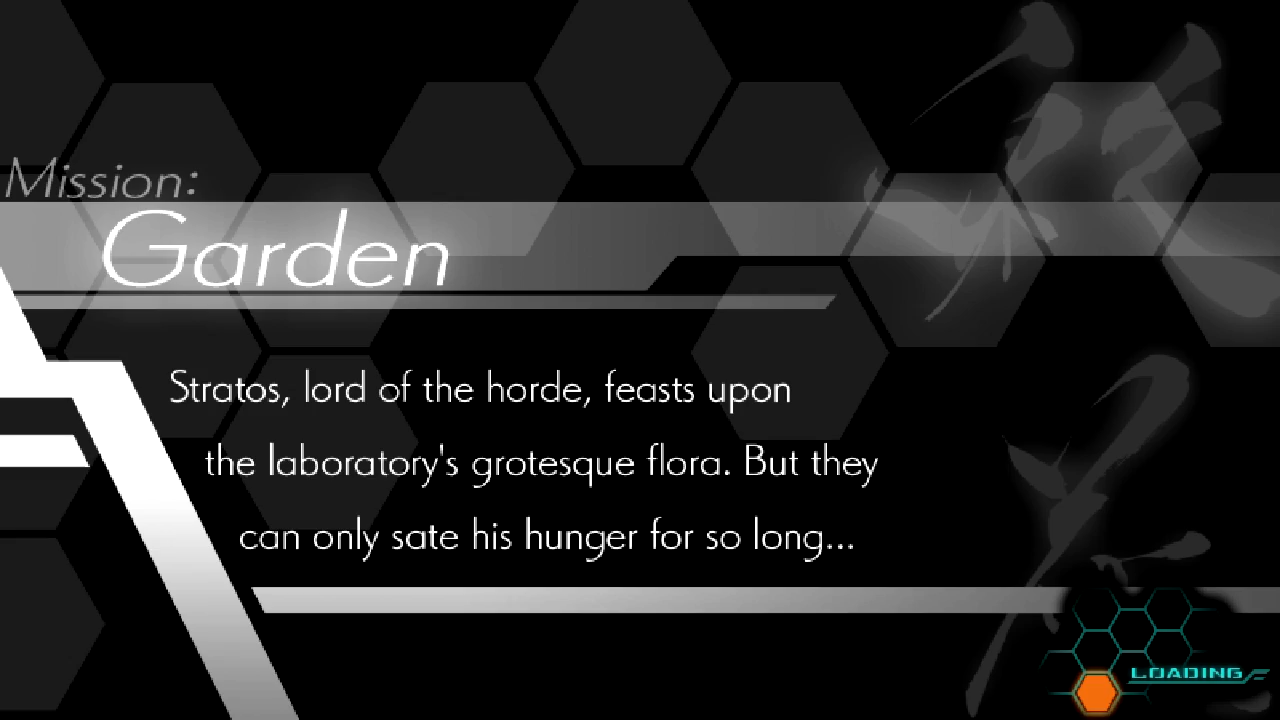 Mission:
Garden
Stratos, lord of the horde, feasts upon
the laboratory's grotesque flora. But they
can only sate his hunger for so long...
LOADING